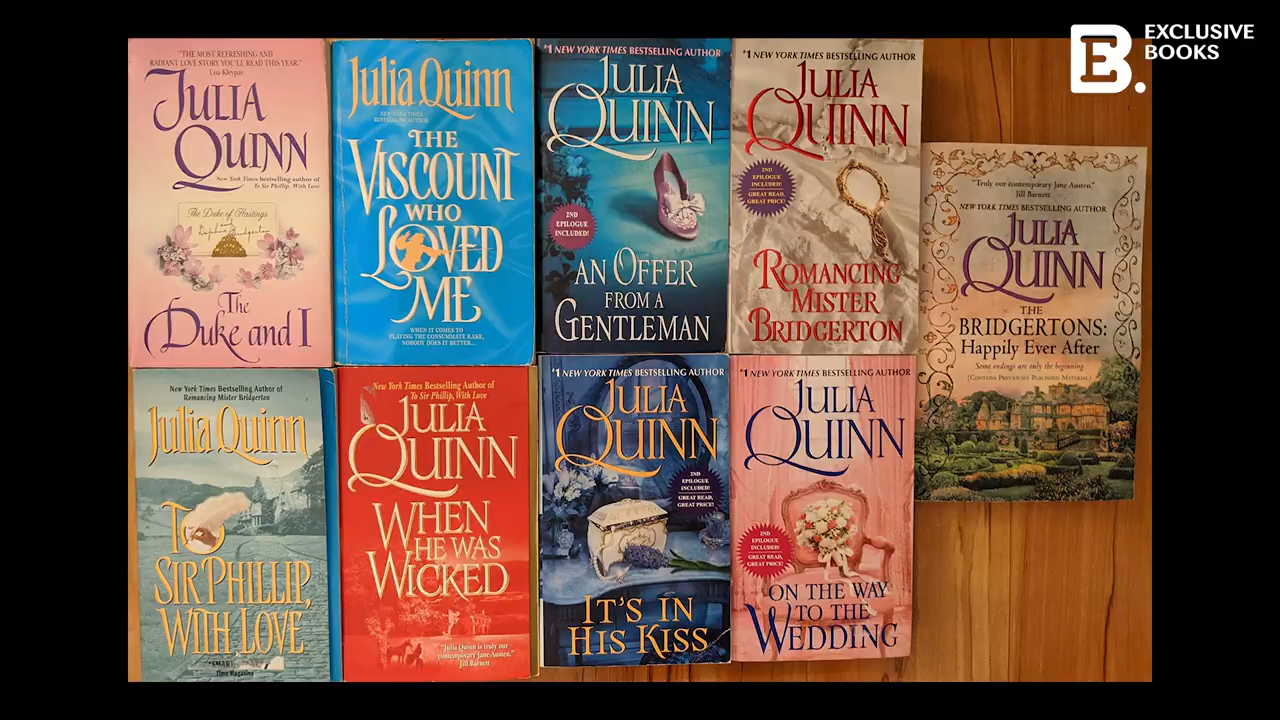 EXCLUSIVE
BOOKS
B.
"THE MOST REFRESHING AND
RADIANT LOVE STORY YOU'LL READ THIS YEAR."
Lisa Kleypas
JULIA
QUINN
New York Times bestselling author of
To Sir Phillip, With Love
The Duke of Hastings
and
Daphne Bridgerton
The
Duke and I
Julia Quinn
NEW YORK TIMES
BESTSELLING AUTHOR
THE
VISCOUNT
WHO
LOVED
ME
WHEN IT COMES TO
PLAYING THE CONSUMMATE RAKE,
NOBODY DOES IT BETTER...
#1 NEW YORK TIMES BESTSELLING AUTHOR
JULIA
QUINN
2ND
EPILOGUE
INCLUDED!
AN OFFER
FROM A
GENTLEMAN
#1 NEW YORK TIMES BESTSELLING AUTHOR
JULIA
QUINN
2ND
EPILOGUE
INCLUDED!
GREAT READ,
GREAT PRICE!
ROMANCING
MISTER
BRIDGERTON
"Truly our contemporary Jane Austen."
Jill Barnett
NEW YORK TIMES BESTSELLING AUTHOR
JULIA
QUINN
THE
BRIDGERTONS:
Happily Ever After
Some endings are only the beginning
(CONTAINS PREVIOUSLY PUBLISHED MATERIAL)
New York Times Bestselling Author of
Romancing Mister Bridgerton
Julia Quinn
TO
SIR PHILLIP,
WITH LOVE
Time Magazine
New York Times Bestselling Author of
To Sir Phillip, With Love
JULIA
QUINN
WHEN
HE WAS
WICKED
"Julia Quinn is truly our
contemporary Jane Austen."
Jill Barnett
#1 NEW YORK TIMES BESTSELLING AUTHOR
JULIA
QUINN
2ND
EPILOGUE
INCLUDED!
GREAT READ,
GREAT PRICE!
IT'S IN
HIS KISS
#1 NEW YORK TIMES BESTSELLING AUTHOR
JULIA
QUINN
2ND
EPILOGUE
INCLUDED!
GREAT READ,
GREAT PRICE!
ON THE WAY
TO THE
WEDDING